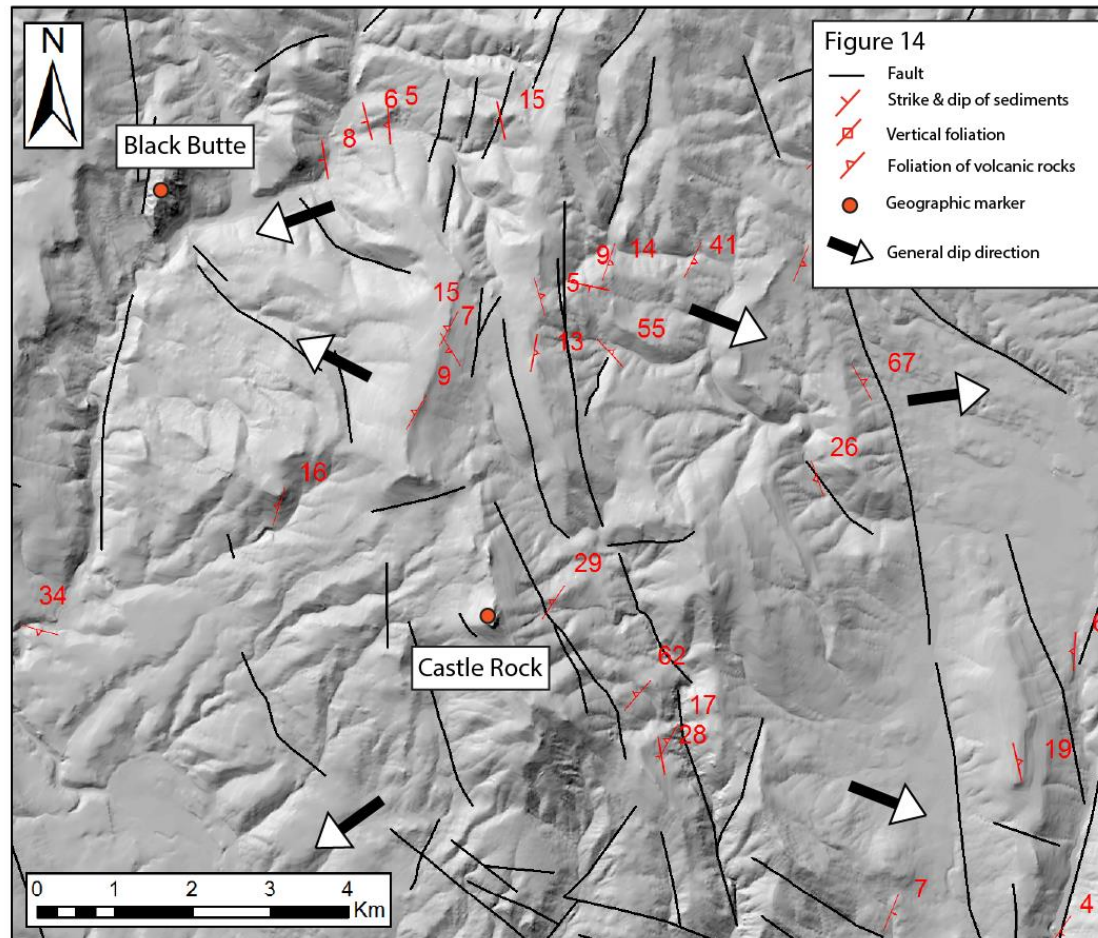 N
Figure 14
Fault
Strike & dip of sediments
Vertical foliation
Foliation of volcanic rocks
Geographic marker
General dip direction
Black Butte
6 5
15
8
9 14 41
15
7
5
13
55
9
67
26
16
29
34
Castle Rock
62
17
28
6
19
7
4
0 1 2 3 4
Km